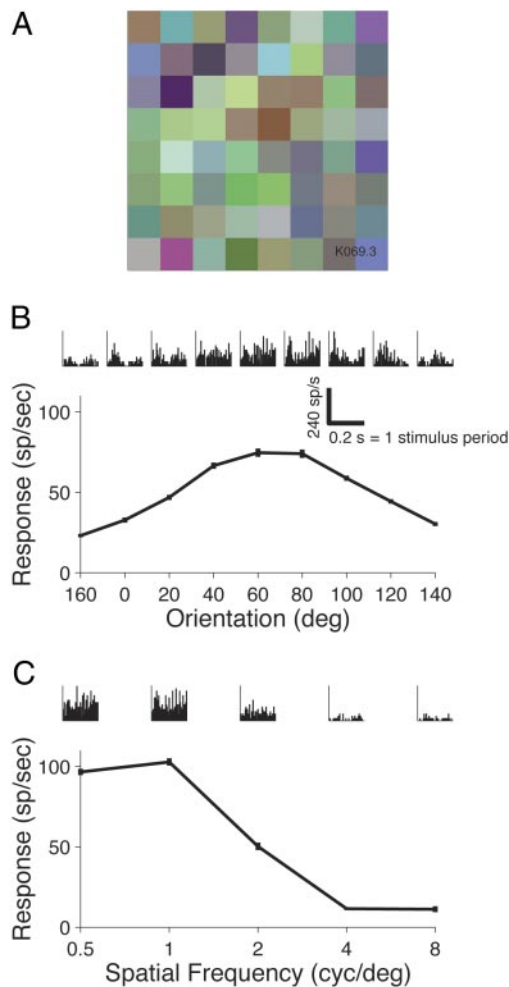 A
K069.3
B
240 sp/s
0.2 s = 1 stimulus period
Response (sp/sec)
100
50
0
160 0 20 40 60 80 100 120 140
Orientation (deg)
C
Response (sp/sec)
100
50
0
0.5 1 2 4 8
Spatial Frequency (cyc/deg)